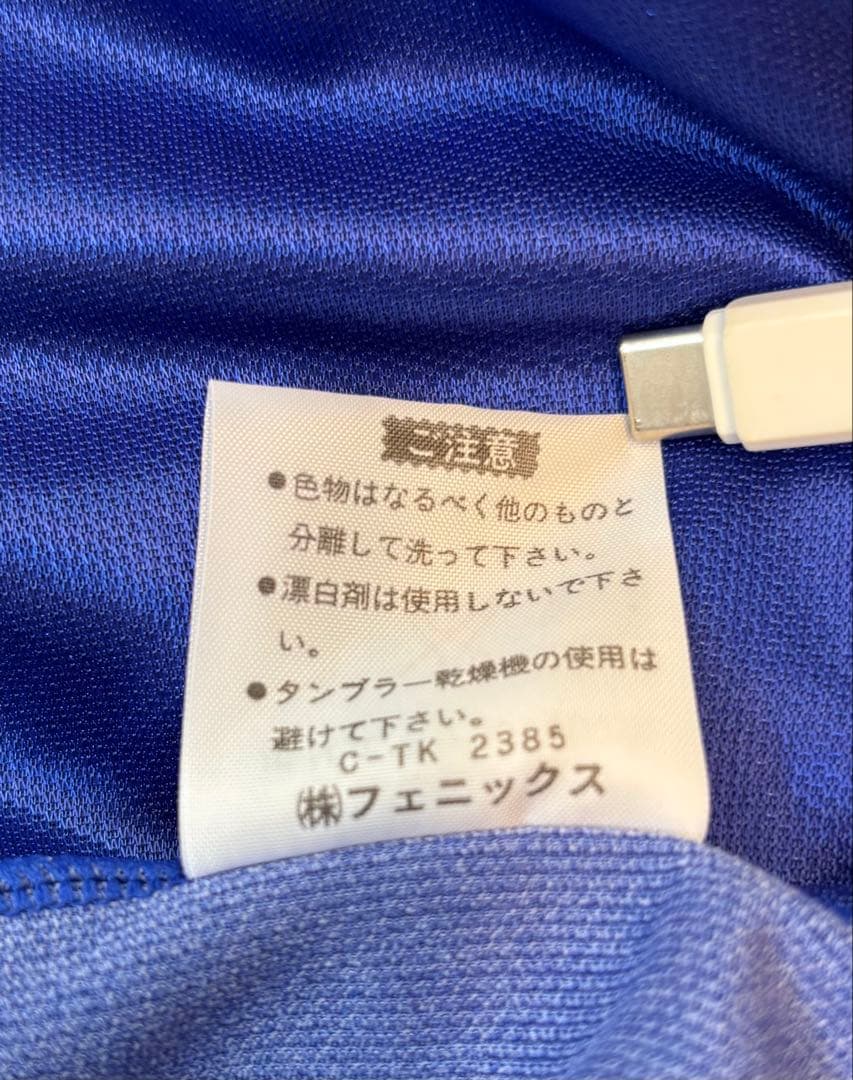 ご注意
●色物はなるべく他のものと
分離して洗って下さい。
●漂白剤は使用しないで下さ
い。
●タンブラー乾燥機の使用は
避けて下さい。
C-TK 2385
㈱フェニックス